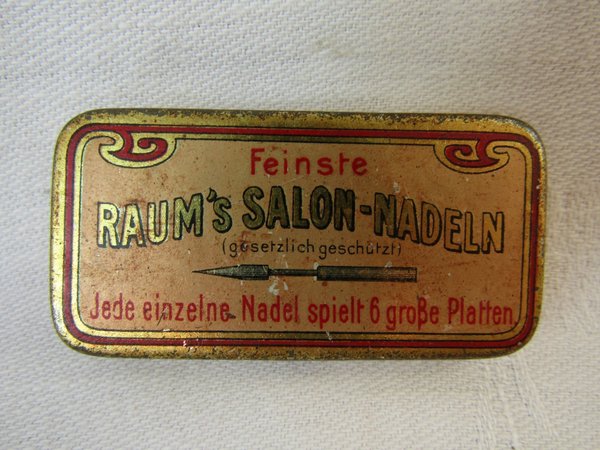 Feinste
RAUM's SALON-NADELN
(gesetzlich geschützt)
Jede einzelne Nadel spielt 6 große Platten